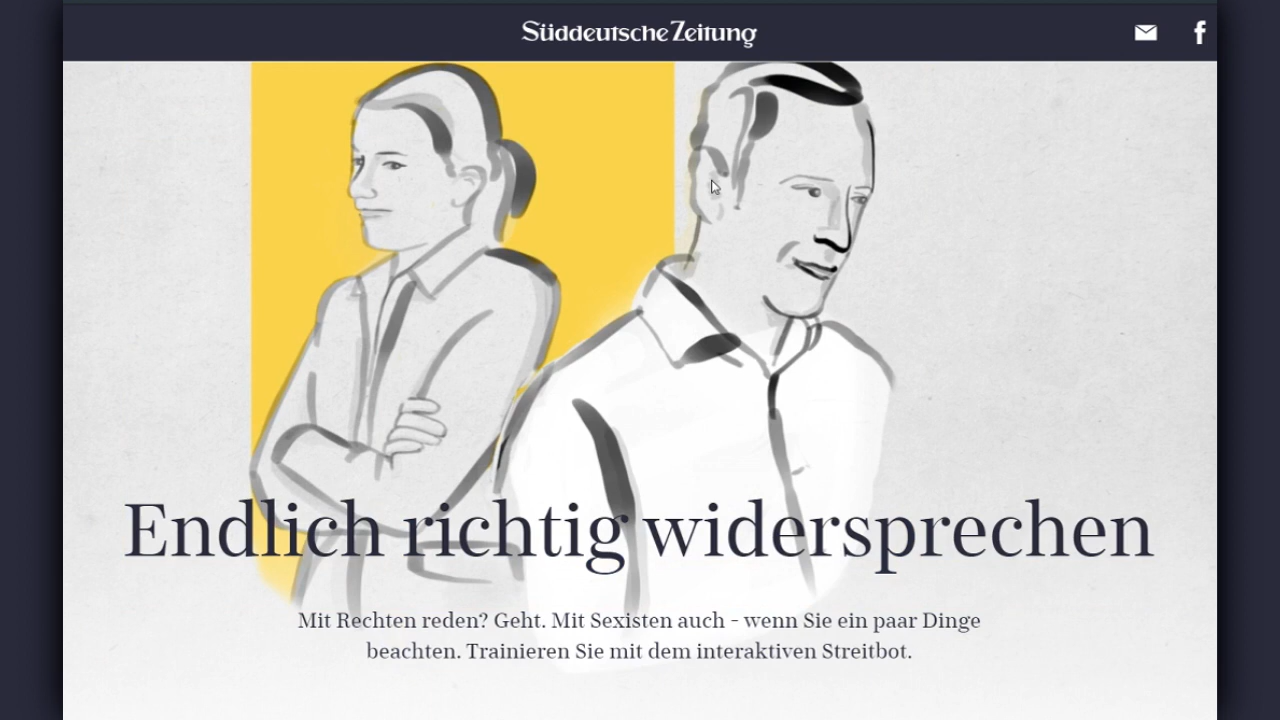 Süddeutsche Zeitung
Endlich richtig widersprechen
Mit Rechten reden? Geht. Mit Sexisten auch - wenn Sie ein paar Dinge
beachten. Trainieren Sie mit dem interaktiven Streitbot.